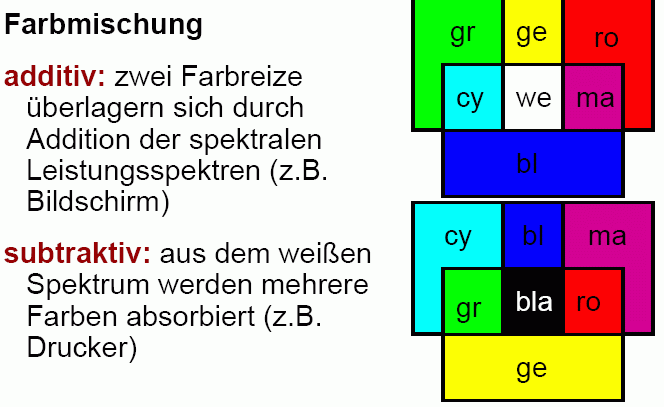 Farbmischung
additiv: zwei Farbreize
überlagern sich durch
Addition der spektralen
Leistungsspektren (z.B.
Bildschirm)
subtraktiv: aus dem weißen
Spektrum werden mehrere
Farben absorbiert (z.B.
Drucker)
gr ge ro
cy we ma
bl
cy bl ma
gr bla ro
ge